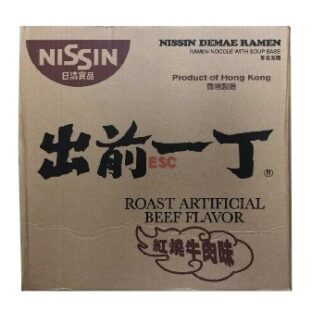 NISSIN
日清食品
NISSIN DEMAE RAMEN
RAMEN NOODLE WITH SOUP BASE
Product of Hong Kong
香港製造
出前一丁®
ESC
ROAST ARTIFICIAL
BEEF FLAVOR
紅燒牛肉味